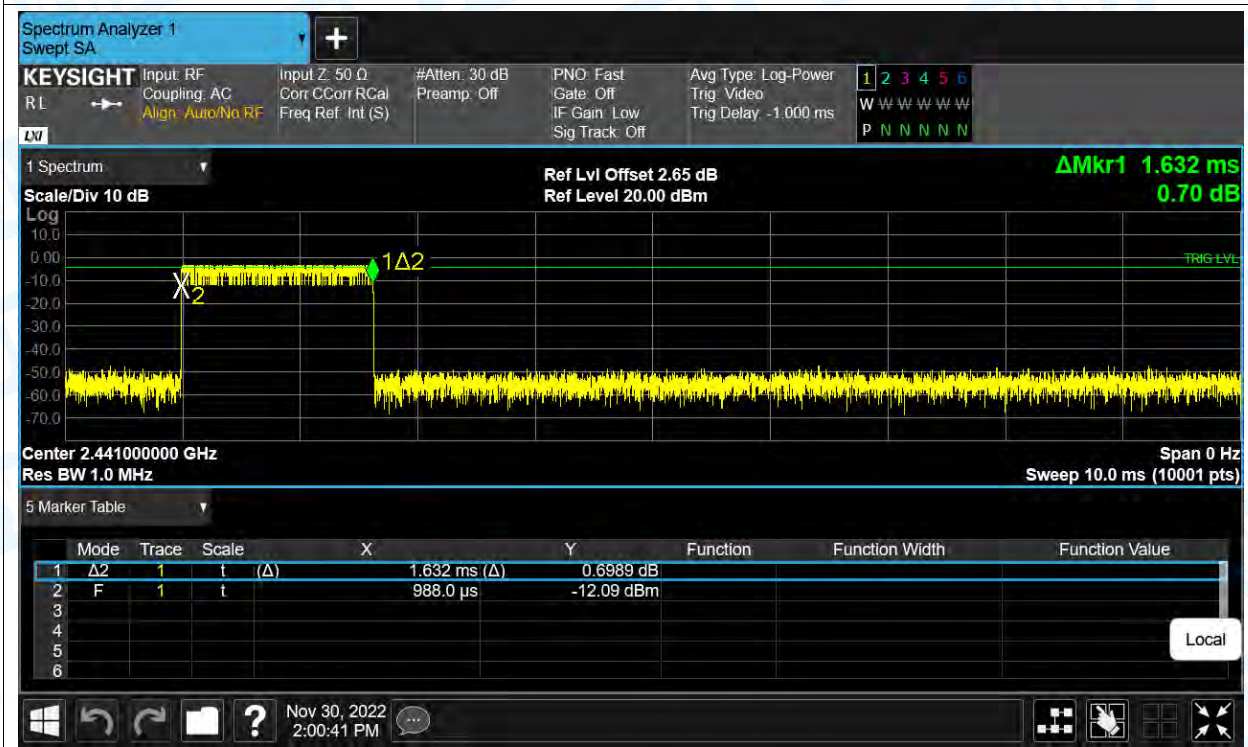 Spectrum Analyzer 1
Swept SA
+
KEYSIGHT
RL
LXI
Input: RF
Coupling: AC
Align: Auto/No RF
Input Z: 50 Ω
Corr CCorr RCal
Freq Ref: Int (S)
#Atten: 30 dB
Preamp: Off
PNO: Fast
Gate: Off
IF Gain: Low
Sig Track: Off
Avg Type: Log-Power
Trig: Video
Trig Delay: -1.000 ms
1 2 3 4 5 6
W W W W W W
P N N N N N
1 Spectrum
Scale/Div 10 dB
Ref Lvl Offset 2.65 dB
Ref Level 20.00 dBm
ΔMkr1 1.632 ms
0.70 dB
Log
10.0
0.00
-10.0
-20.0
-30.0
-40.0
-50.0
-60.0
-70.0
1Δ2
2
TRIG LVL
Center 2.441000000 GHz
Res BW 1.0 MHz
Span 0 Hz
Sweep 10.0 ms (10001 pts)
5 Marker Table
Mode Trace Scale X Y Function Function Width Function Value
1 Δ2 1 t (Δ) 1.632 ms (Δ) 0.6989 dB
2 F 1 t 988.0 µs -12.09 dBm
3
4
5
6
Local
?
Nov 30, 2022
2:00:41 PM